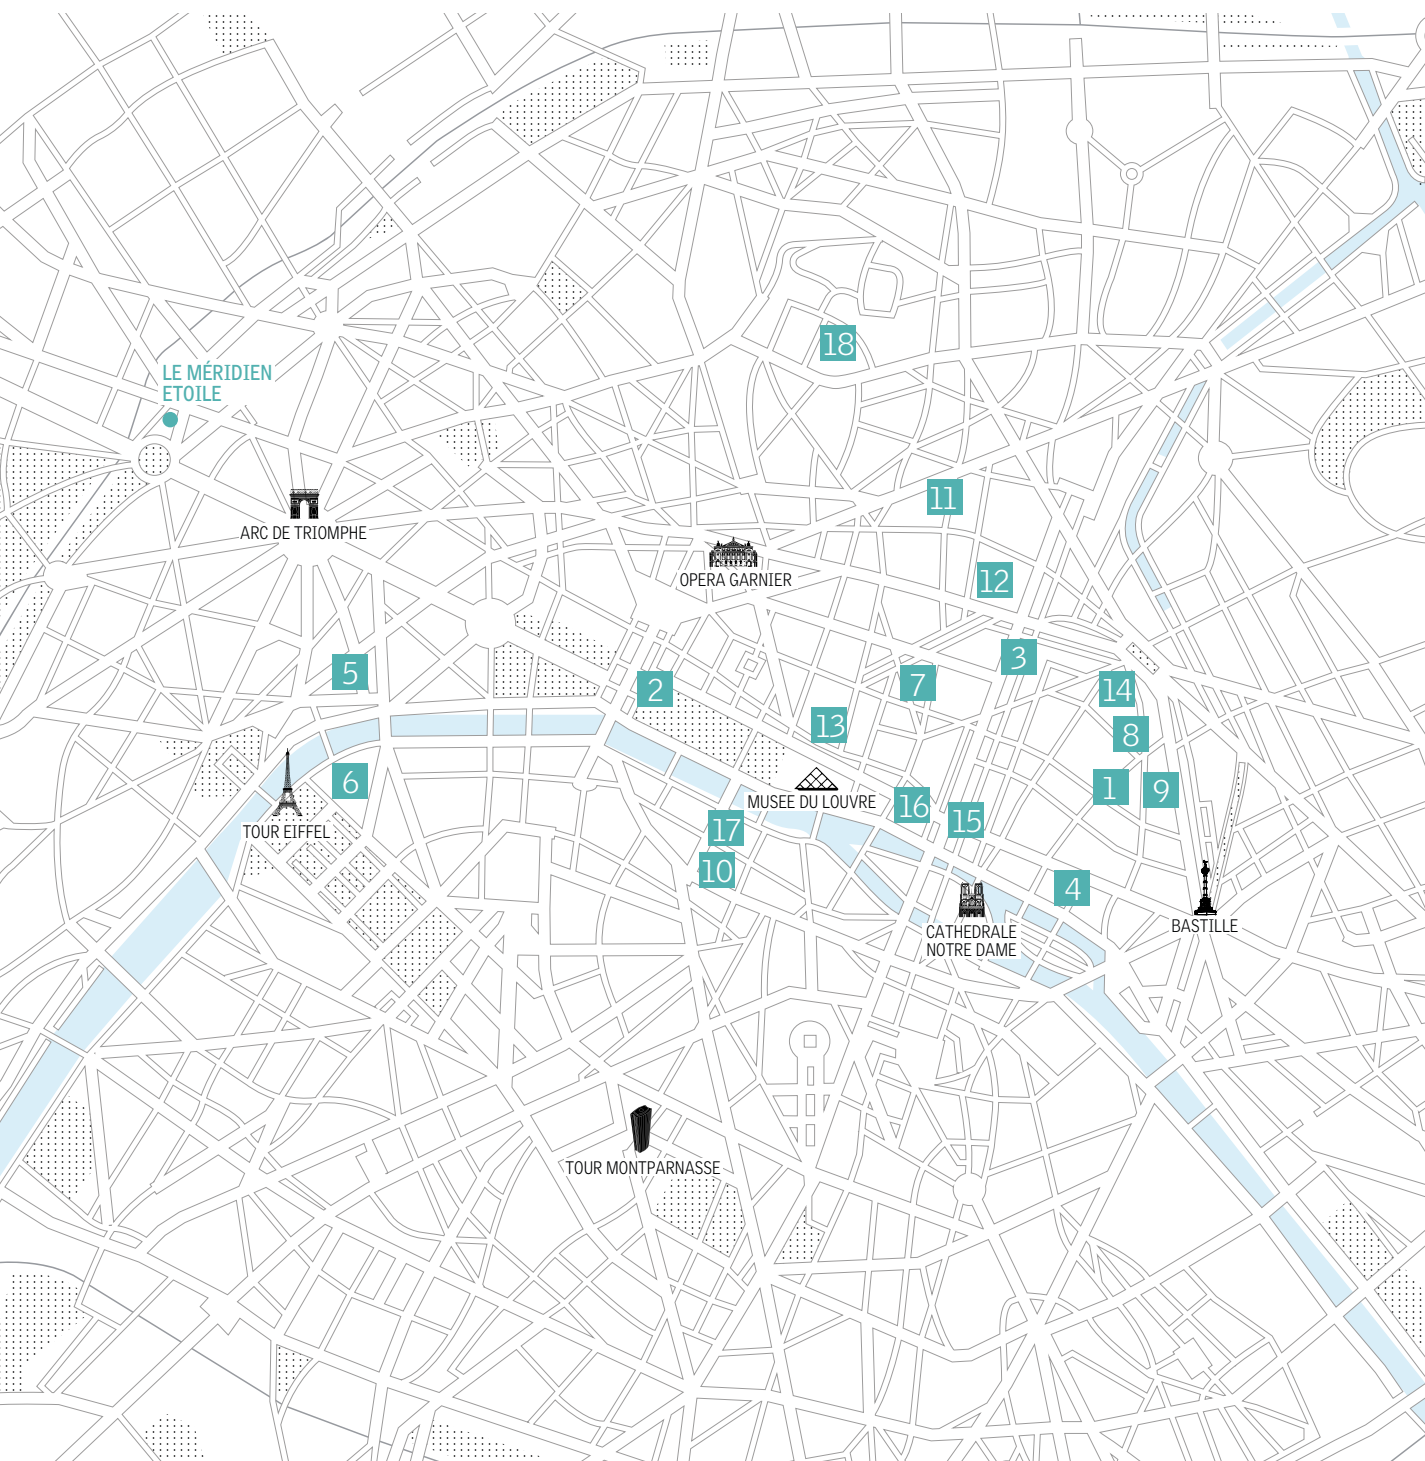 18
LE MÉRIDIEN
ETOILE
11
ARC DE TRIOMPHE
OPERA GARNIER
12
3
5
2
7
14
13
8
6
1
9
MUSEE DU LOUVRE
16
15
17
TOUR EIFFEL
10
4
CATHEDRALE
NOTRE DAME
BASTILLE
TOUR MONTPARNASSE